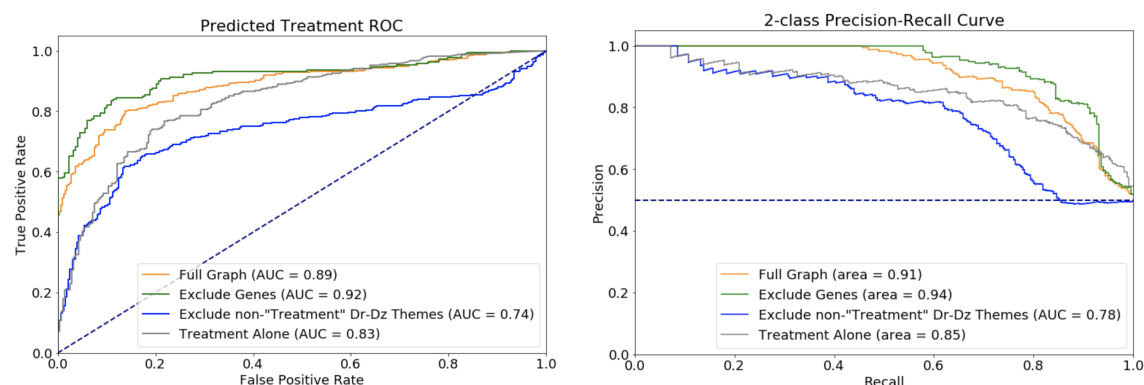 Predicted Treatment ROC
1.0
0.8
0.6
0.4
0.2
0.0
True Positive Rate
0.0 0.2 0.4 0.6 0.8 1.0
False Positive Rate
Full Graph (AUC = 0.89)
Exclude Genes (AUC = 0.92)
Exclude non-"Treatment" Dr-Dz Themes (AUC = 0.74)
Treatment Alone (AUC = 0.83)
2-class Precision-Recall Curve
1.0
0.8
0.6
0.4
0.2
0.0
Precision
0.0 0.2 0.4 0.6 0.8 1.0
Recall
Full Graph (area = 0.91)
Exclude Genes (area = 0.94)
Exclude non-"Treatment" Dr-Dz Themes (AUC = 0.78)
Treatment Alone (area = 0.85)